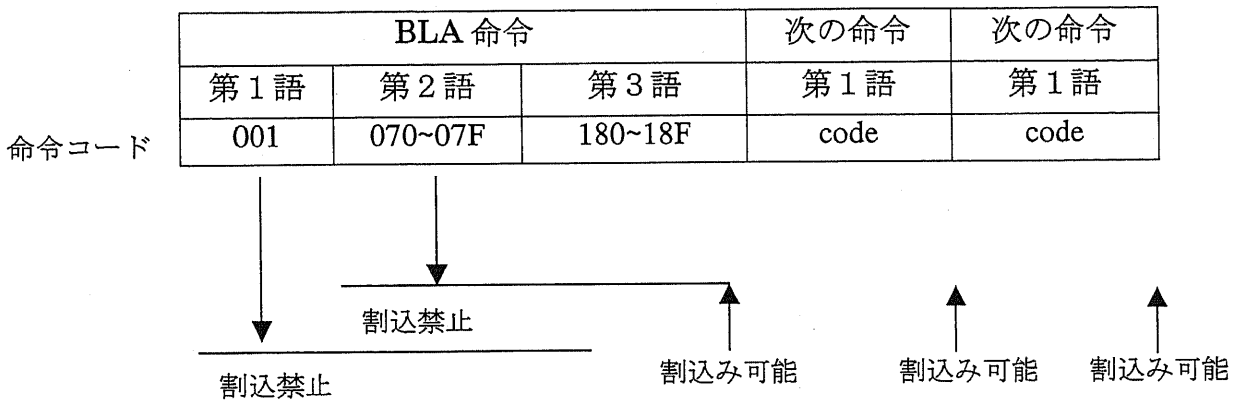 BLA 命令 次の命令 次の命令
第1語 第2語 第3語 第1語 第1語
命令コード 001 070~07F 180~18F code code
割込禁止
割込み可能 割込み可能 割込み可能
割込禁止